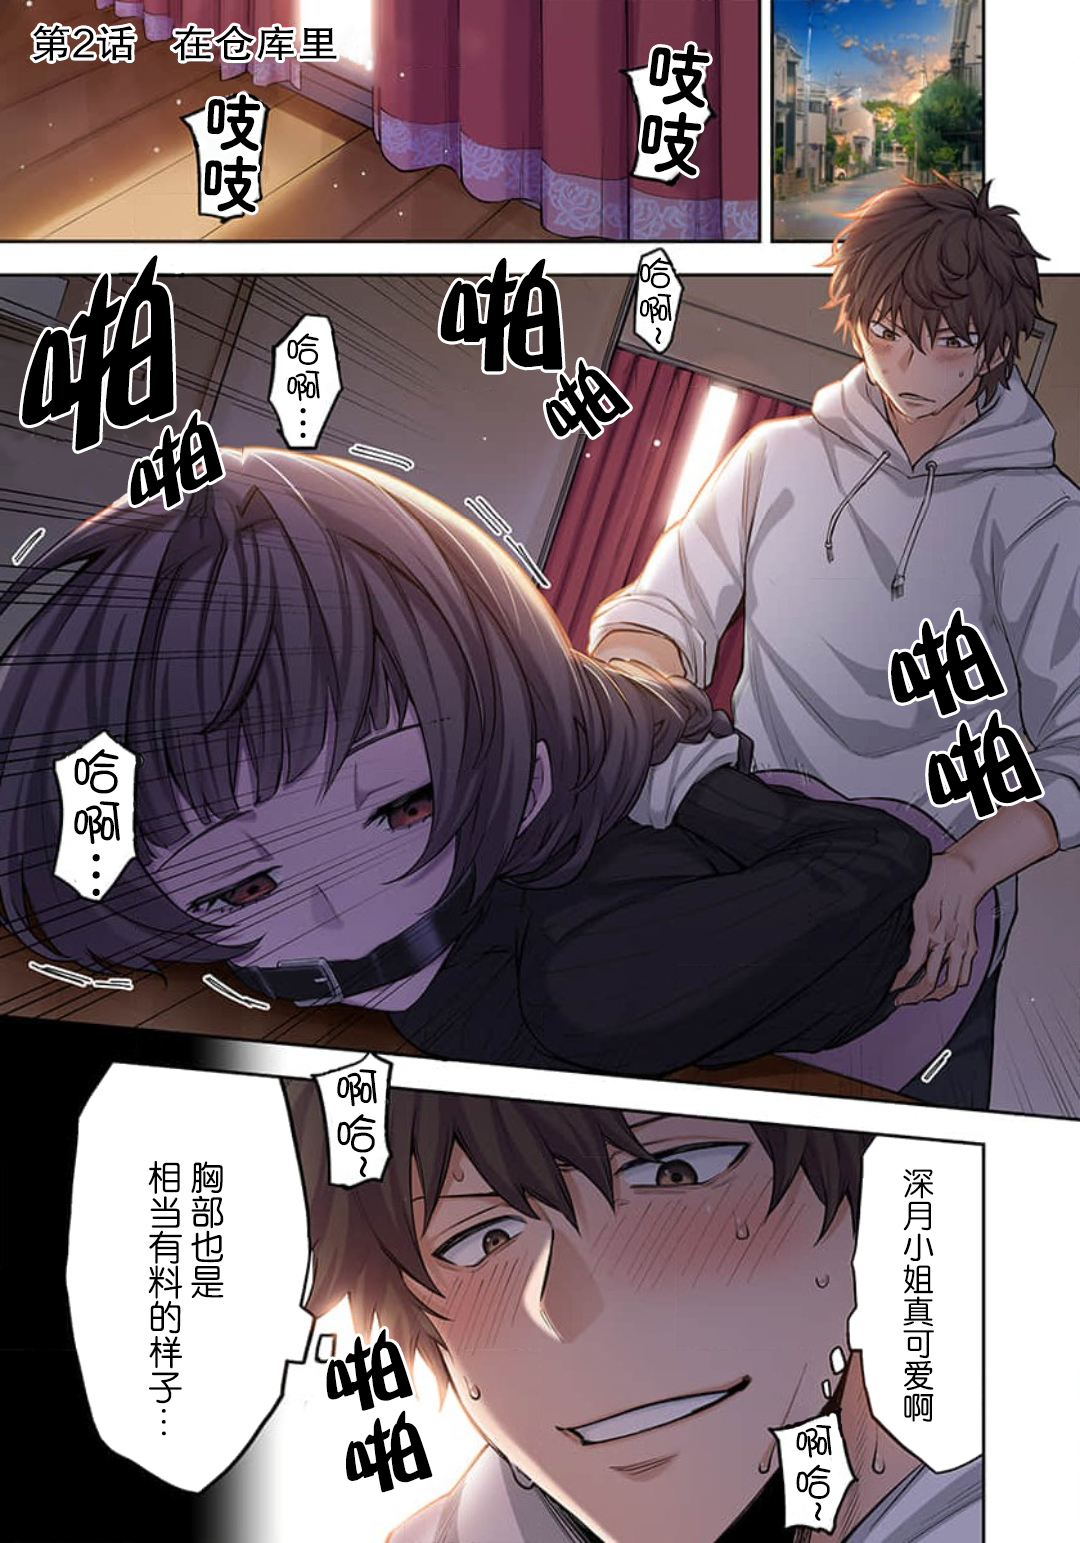 第2话 在仓库里
吱
吱
吱
吱
哈
啊~
啪
啪
哈
啊…
啪
啪
啪
啪
哈
啊…
深月小姐真可爱啊
啊
哈~
胸部也是
相当有料的样子…
啪
啪
啊
哈~